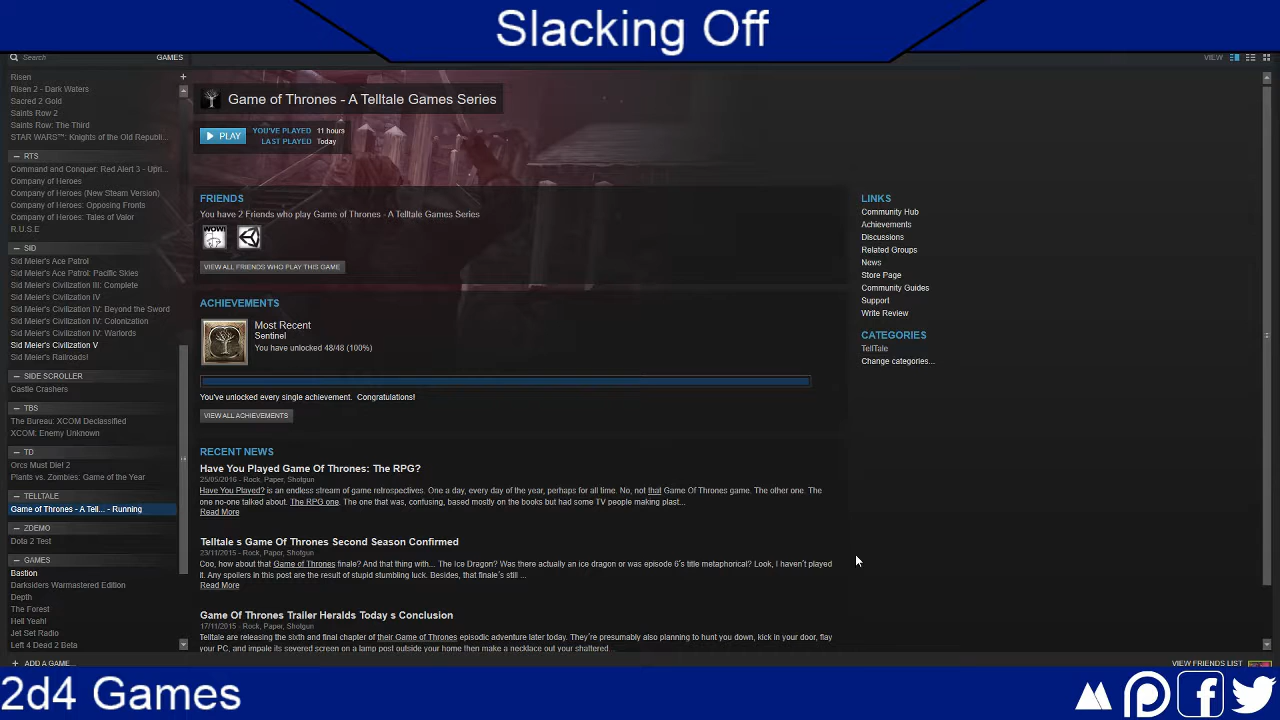 Slacking Off
Search
GAMES
VIEW
Risen
Risen 2 - Dark Waters
Sacred 2 Gold
Saints Row 2
Saints Row: The Third
STAR WARS™: Knights of the Old Republi...
RTS
Command and Conquer: Red Alert 3 - Upri...
Company of Heroes
Company of Heroes (New Steam Version)
Company of Heroes: Opposing Fronts
Company of Heroes: Tales of Valor
R.U.S.E
SID
Sid Meier's Ace Patrol
Sid Meier's Ace Patrol: Pacific Skies
Sid Meier's Civilization III: Complete
Sid Meier's Civilization IV
Sid Meier's Civilization IV: Beyond the Sword
Sid Meier's Civilization IV: Colonization
Sid Meier's Civilization IV: Warlords
Sid Meier's Civilization V
Sid Meier's Railroads!
SIDE SCROLLER
Castle Crashers
TBS
The Bureau: XCOM Declassified
XCOM: Enemy Unknown
TD
Orcs Must Die! 2
Plants vs. Zombies: Game of the Year
TELLTALE
Game of Thrones - A Tell... - Running
ZDEMO
Dota 2 Test
GAMES
Bastion
Darksiders Warmastered Edition
Depth
The Forest
Hell Yeah!
Jet Set Radio
Left 4 Dead 2 Beta
+ ADD A GAME...
Game of Thrones - A Telltale Games Series
PLAY
YOU'VE PLAYED 11 hours
LAST PLAYED Today
FRIENDS
You have 2 Friends who play Game of Thrones - A Telltale Games Series
WOW!
VIEW ALL FRIENDS WHO PLAY THIS GAME
ACHIEVEMENTS
Most Recent
Sentinel
You have unlocked 48/48 (100%)
You've unlocked every single achievement. Congratulations!
VIEW ALL ACHIEVEMENTS
RECENT NEWS
Have You Played Game Of Thrones: The RPG?
25/05/2016 - Rock, Paper, Shotgun
Have You Played? is an endless stream of game retrospectives. One a day, every day of the year, perhaps for all time. No, not that Game Of Thrones game. The other one. The
one no-one talked about. The RPG one. The one that was, confusing, based mostly on the books but had some TV people making plast...
Read More
Telltale s Game Of Thrones Second Season Confirmed
23/11/2015 - Rock, Paper, Shotgun
Coo, how about that Game of Thrones finale? And that thing with... The Ice Dragon? Was there actually an ice dragon or was episode 6's title metaphorical? Look, I haven't played
it. Any spoilers in this post are the result of stupid stumbling luck. Besides, that finale's still ...
Read More
Game Of Thrones Trailer Heralds Today s Conclusion
17/11/2015 - Rock, Paper, Shotgun
Telltale are releasing the sixth and final chapter of their Game of Thrones episodic adventure later today. They're presumably also planning to hunt you down, kick in your door, flay
your PC, and impale its severed screen on a lamp post outside your home then make a necklace out your shattered...
LINKS
Community Hub
Achievements
Discussions
Related Groups
News
Store Page
Community Guides
Support
Write Review
CATEGORIES
TellTale
Change categories...
VIEW FRIENDS LIST
2d4 Games